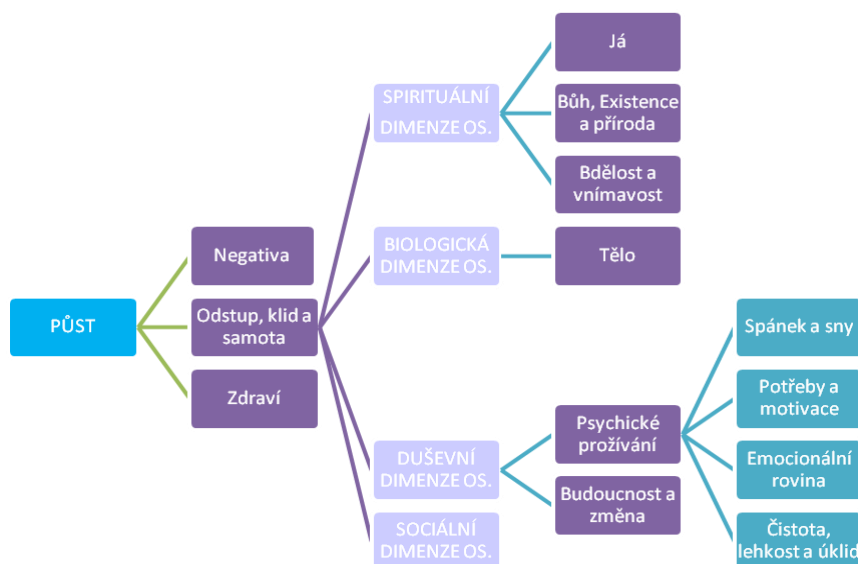 PŮST
Negativa
Odstup, klid a
samota
Zdraví
SPIRITUÁLNÍ
DIMENZE OS.
BIOLOGICKÁ
DIMENZE OS.
DUŠEVNÍ
DIMENZE OS.
SOCIÁLNÍ
DIMENZE OS.
Já
Bůh, Existence
a příroda
Bdělost a
vnímavost
Tělo
Psychické
prožívání
Budoucnost a
změna
Spánek a sny
Potřeby a
motivace
Emocionální
rovina
Čistota,
lehkost a úklid